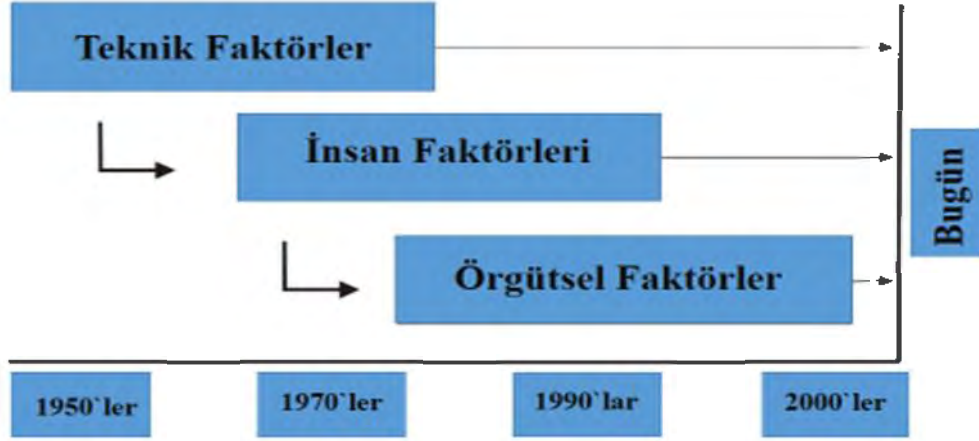 Teknik Faktörler
İnsan Faktörleri
Örgütsel Faktörler
Bugün
1950`ler
1970`ler
1990`lar
2000`ler